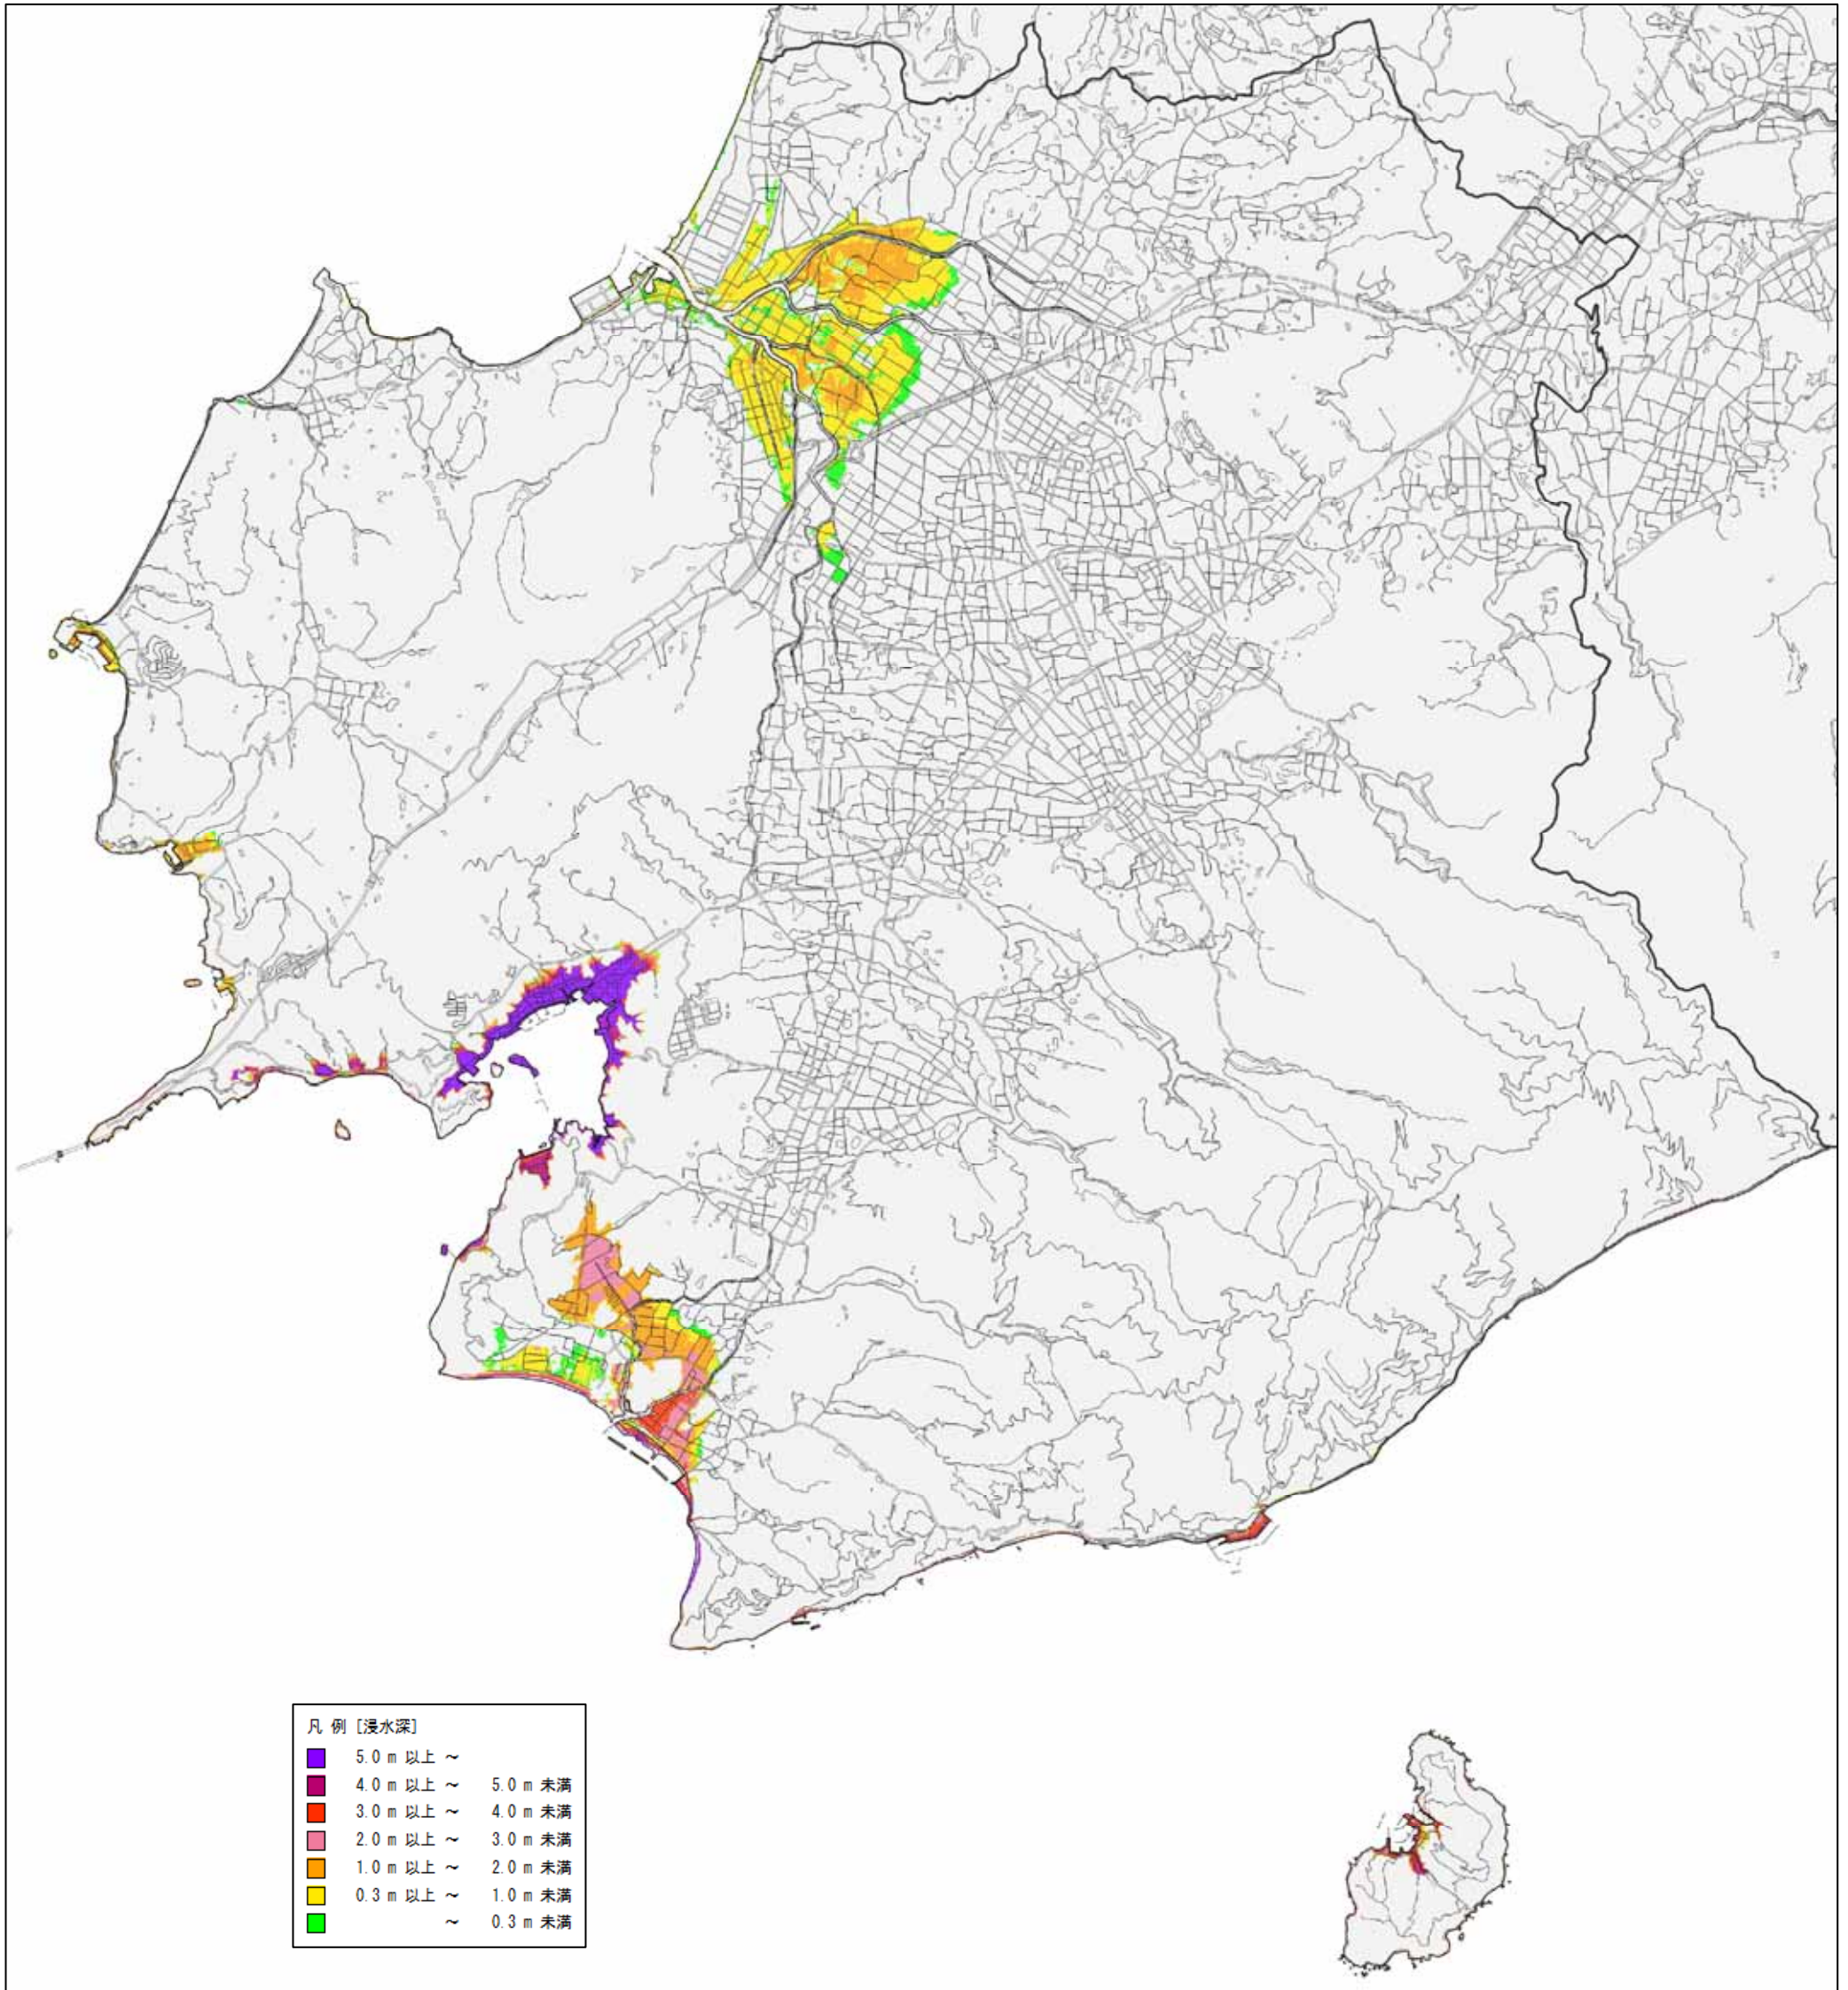 凡 例 [浸水深]
5.0 m 以上 ～
4.0 m 以上 ～ 5.0 m 未満
3.0 m 以上 ～ 4.0 m 未満
2.0 m 以上 ～ 3.0 m 未満
1.0 m 以上 ～ 2.0 m 未満
0.3 m 以上 ～ 1.0 m 未満
～ 0.3 m 未満